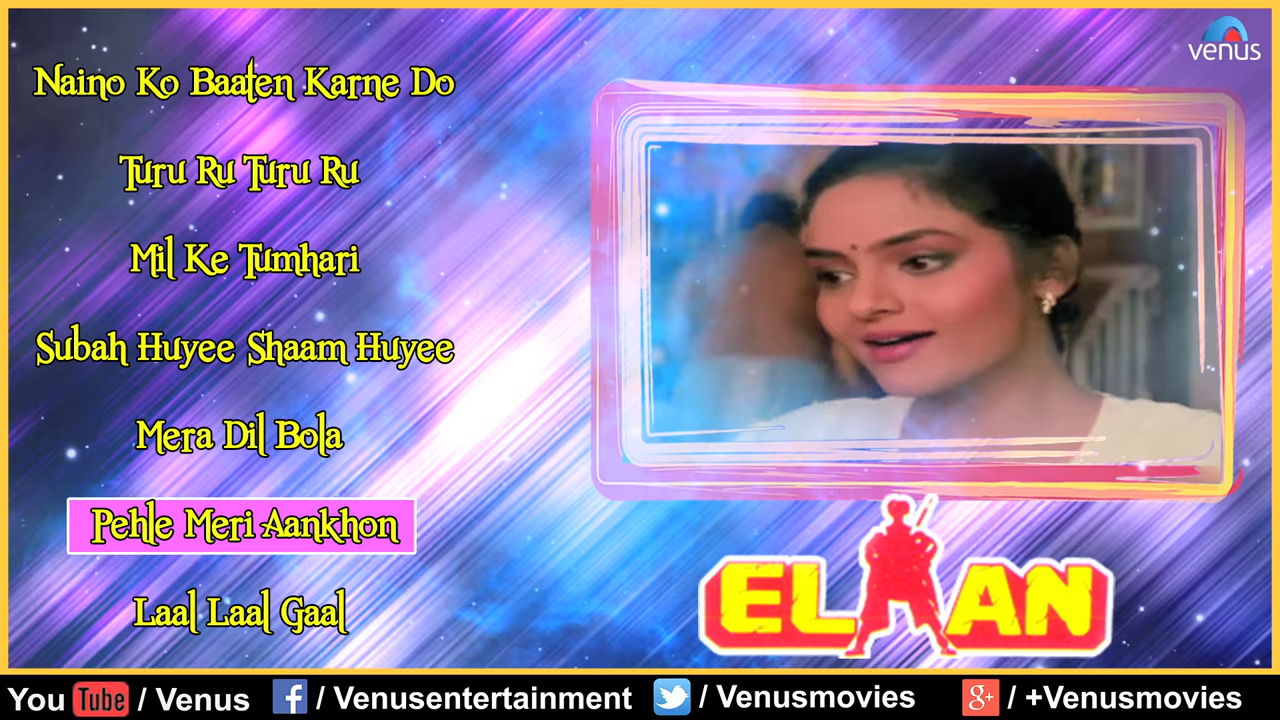 venus
Naino Ko Baaten Karne Do
Turu Ru Turu Ru
Mil Ke Tumhari
Subah Huyee Shaam Huyee
Mera Dil Bola
Pehle Meri Aankhon
Laal Laal Gaal
ELAAN
You Tube / Venus f / Venusentertainment / Venusmovies g+ / +Venusmovies